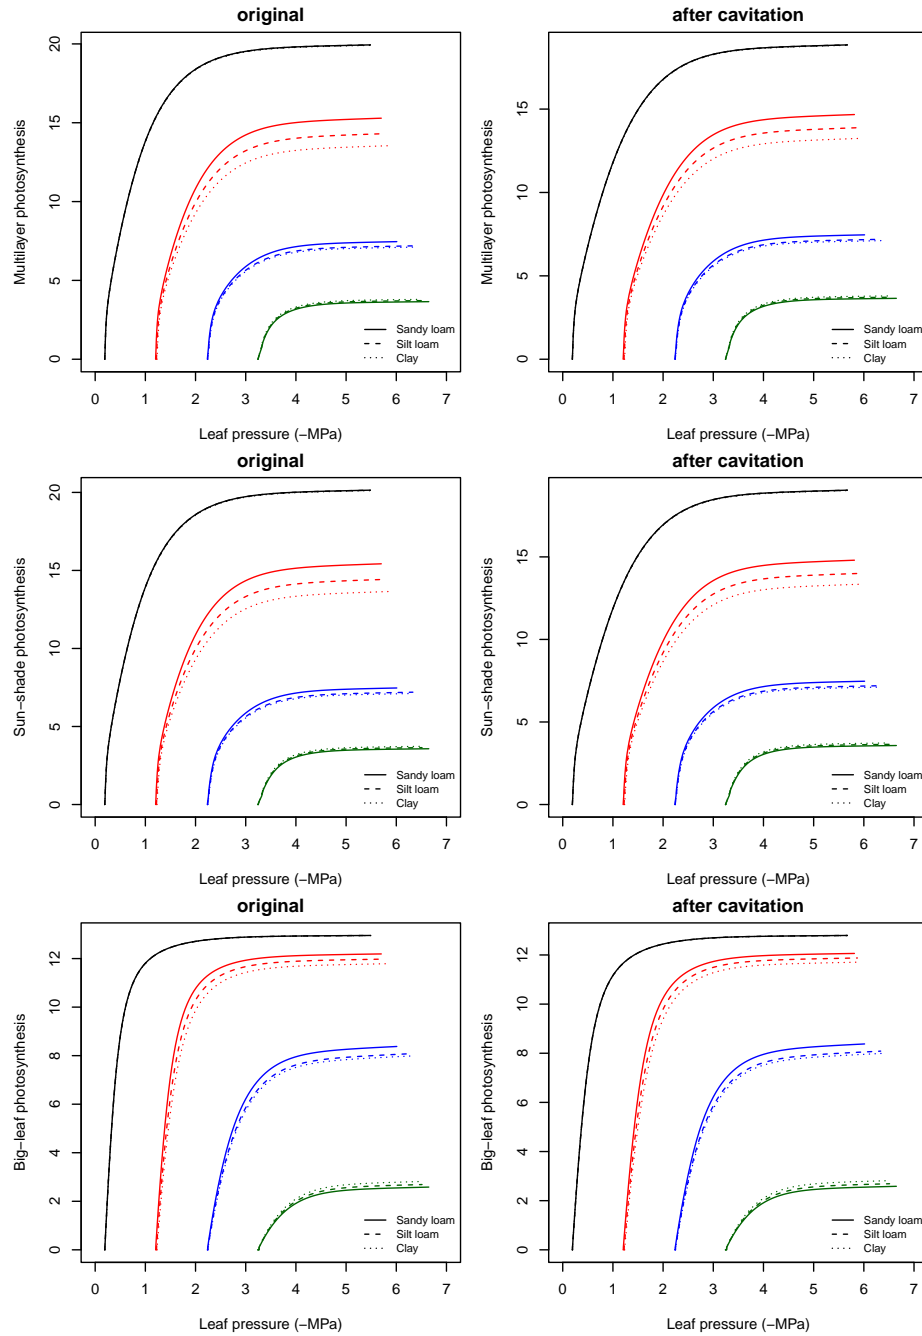 original
Multilayer photosynthesis
20
15
10
5
0
Sandy loam
Silt loam
Clay
0 1 2 3 4 5 6 7
Leaf pressure (−MPa)
after cavitation
Multilayer photosynthesis
15
10
5
0
Sandy loam
Silt loam
Clay
0 1 2 3 4 5 6 7
Leaf pressure (−MPa)
original
Sun−shade photosynthesis
20
15
10
5
0
Sandy loam
Silt loam
Clay
0 1 2 3 4 5 6 7
Leaf pressure (−MPa)
after cavitation
Sun−shade photosynthesis
15
10
5
0
Sandy loam
Silt loam
Clay
0 1 2 3 4 5 6 7
Leaf pressure (−MPa)
original
Big−leaf photosynthesis
12
10
8
6
4
2
0
Sandy loam
Silt loam
Clay
0 1 2 3 4 5 6 7
Leaf pressure (−MPa)
after cavitation
Big−leaf photosynthesis
12
10
8
6
4
2
0
Sandy loam
Silt loam
Clay
0 1 2 3 4 5 6 7
Leaf pressure (−MPa)